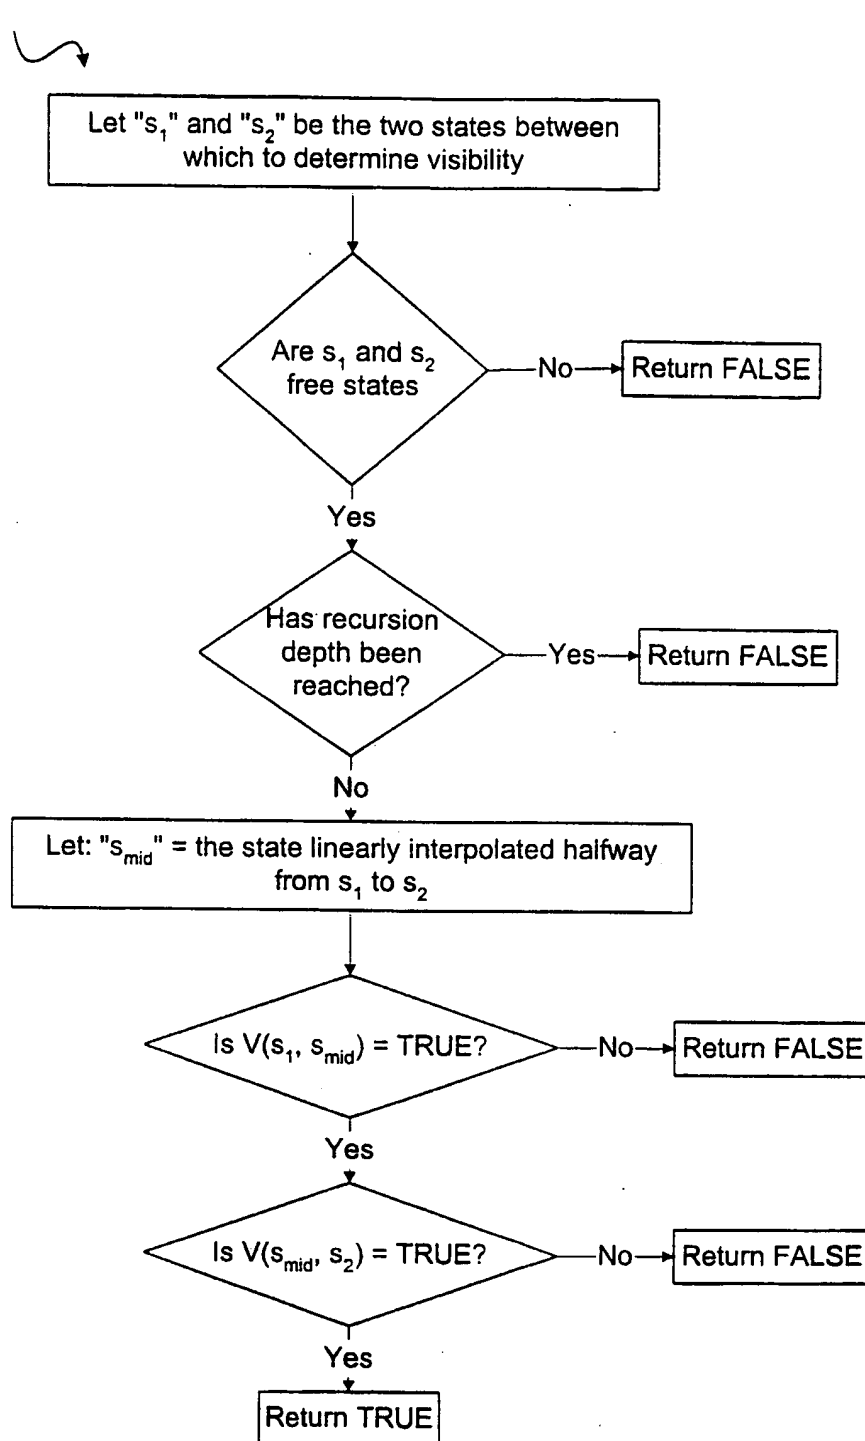 Let "s₁" and "s₂" be the two states between
which to determine visibility
Are s₁ and s₂
free states
No
Return FALSE
Yes
Has recursion
depth been
reached?
Yes
Return FALSE
No
Let: "s_mid" = the state linearly interpolated halfway
from s₁ to s₂
Is V(s₁, s_mid) = TRUE?
No
Return FALSE
Yes
Is V(s_mid, s₂) = TRUE?
No
Return FALSE
Yes
Return TRUE